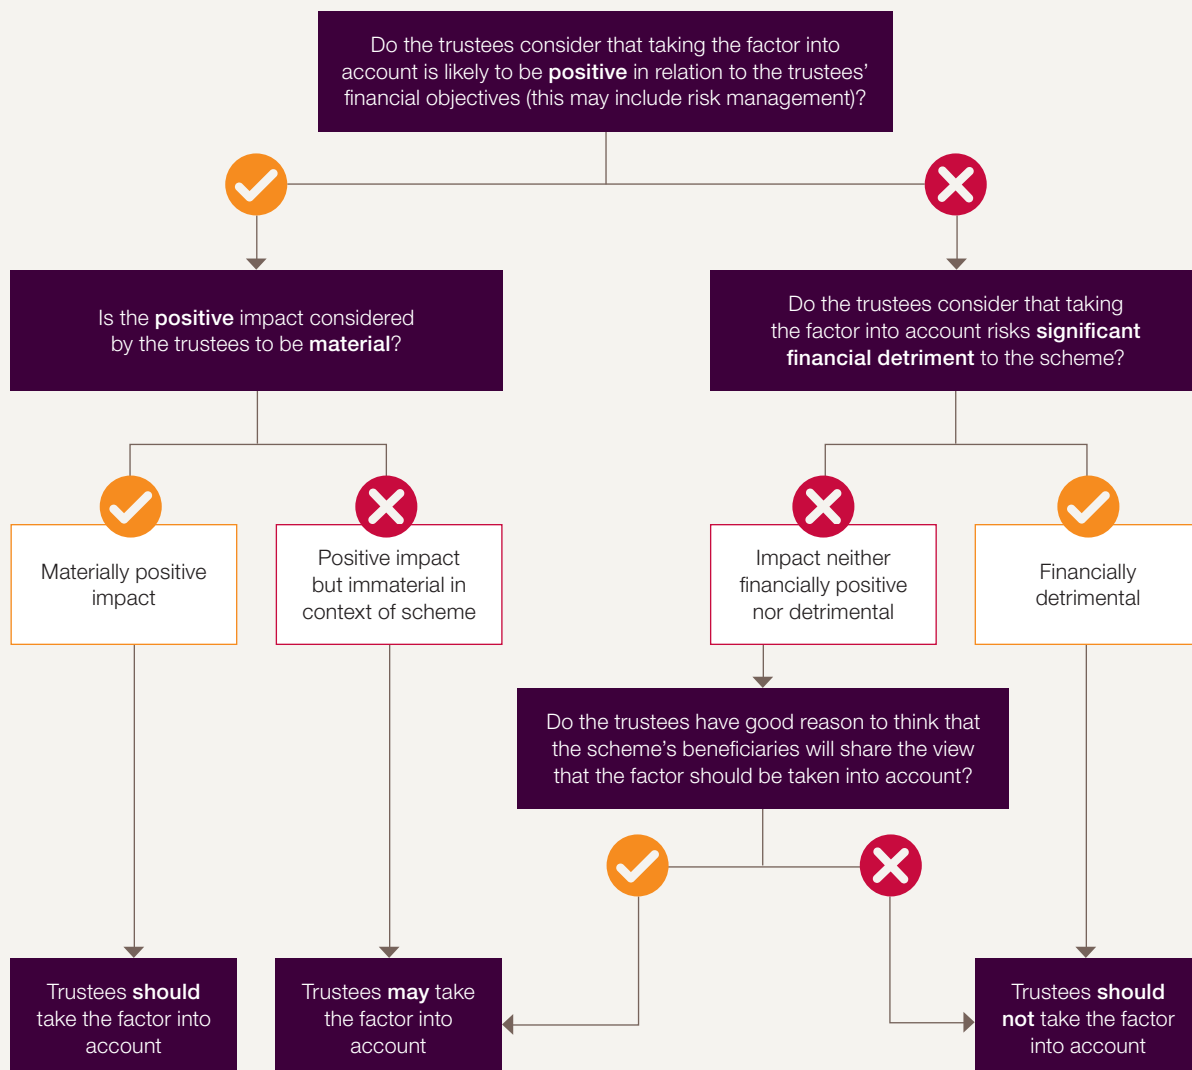 Do the trustees consider that taking the factor into
account is likely to be positive in relation to the trustees’
financial objectives (this may include risk management)?
Is the positive impact considered
by the trustees to be material?
Do the trustees consider that taking
the factor into account risks significant
financial detriment to the scheme?
Materially positive
impact
Positive impact
but immaterial in
context of scheme
Impact neither
financially positive
nor detrimental
Financially
detrimental
Do the trustees have good reason to think that
the scheme’s beneficiaries will share the view
that the factor should be taken into account?
Trustees should
take the factor into
account
Trustees may take
the factor into
account
Trustees should
not take the factor
into account